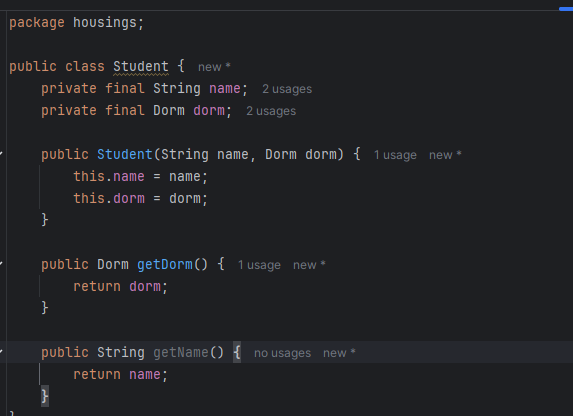 package housings;
public class Student { new *
private final String name; 2 usages
private final Dorm dorm; 2 usages
public Student(String name, Dorm dorm) { 1 usage new *
this.name = name;
this.dorm = dorm;
}
public Dorm getDorm() { 1 usage new *
return dorm;
}
public String getName() { no usages new *
return name;
}
}